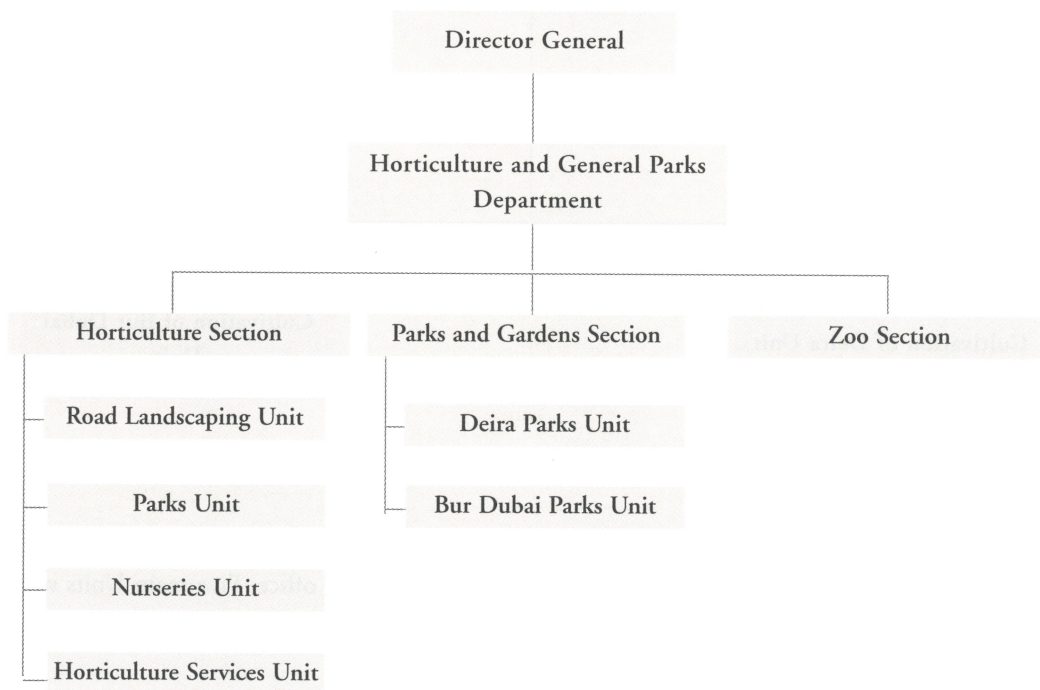 Director General
Horticulture and General Parks
Department
Horticulture Section
Parks and Gardens Section
Zoo Section
Road Landscaping Unit
Parks Unit
Nurseries Unit
Horticulture Services Unit
Deira Parks Unit
Bur Dubai Parks Unit